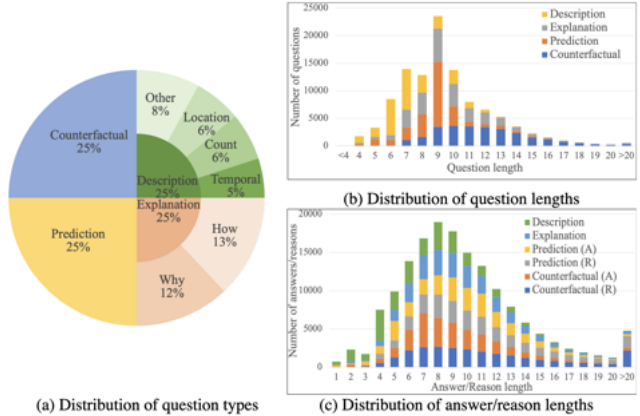 Other
8%
Location
6%
Count
6%
Temporal
5%
Counterfactual
25%
Description
25%
Explanation
25%
Prediction
25%
How
13%
Why
12%
(a) Distribution of question types
25000
20000
15000
10000
5000
0
Number of questions
Description
Explanation
Prediction
Counterfactual
<4 4 5 6 7 8 9 10 11 12 13 14 15 16 17 18 19 20 >20
Question length
(b) Distribution of question lengths
20000
15000
10000
5000
0
Number of answers/reasons
Description
Explanation
Prediction (A)
Prediction (R)
Counterfactual (A)
Counterfactual (R)
1 2 3 4 5 6 7 8 9 10 11 12 13 14 15 16 17 18 19 20 >20
Answer/Reason length
(c) Distribution of answer/reason lengths